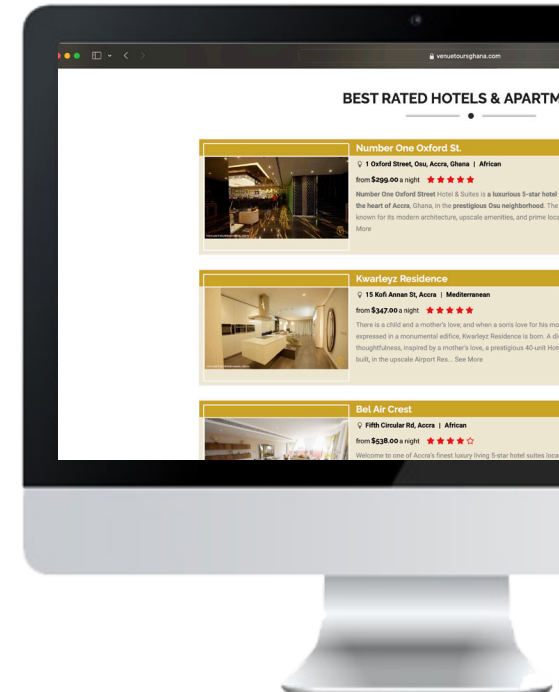 venuetoursghana.com
BEST RATED HOTELS & APARTM
Number One Oxford St.
1 Oxford Street, Osu, Accra, Ghana | African
from $299.00 a night
Number One Oxford Street Hotel & Suites is a luxurious 5-star hotel
the heart of Accra, Ghana, in the prestigious Osu neighborhood. The
known for its modern architecture, upscale amenities, and prime loca
More
Kwarleyz Residence
15 Kofi Annan St, Accra | Mediterranean
from $347.00 a night
There is a child and a mother's love; and when a son's love for his mo
expressed in a monumental edifice, Kwarleyz Residence is born. A di
thoughtfulness, inspired by a mother's love, a prestigious 40-unit Hot
built, in the upscale Airport Res... See More
Bel Air Crest
Fifth Circular Rd, Accra | African
from $538.00 a night
Welcome to one of Accra's finest luxury living 5-star hotel suites loca